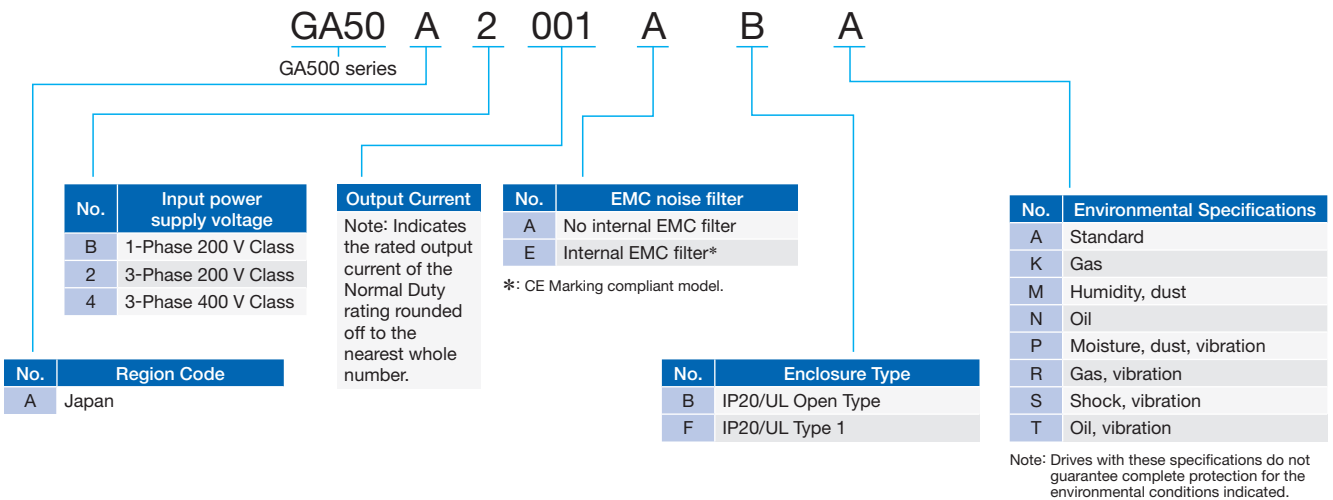 GA50 A 2 001 A B A
GA500 series
No. Input power supply voltage
B 1-Phase 200 V Class
2 3-Phase 200 V Class
4 3-Phase 400 V Class
Output Current
Note: Indicates
the rated output
current of the
Normal Duty
rating rounded
off to the
nearest whole
number.
No. EMC noise filter
A No internal EMC filter
E Internal EMC filter*
*: CE Marking compliant model.
No. Environmental Specifications
A Standard
K Gas
M Humidity, dust
N Oil
P Moisture, dust, vibration
R Gas, vibration
S Shock, vibration
T Oil, vibration
Note: Drives with these specifications do not
guarantee complete protection for the
environmental conditions indicated.
No. Region Code
A Japan
No. Enclosure Type
B IP20/UL Open Type
F IP20/UL Type 1